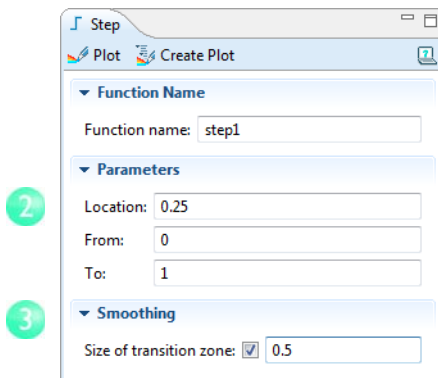 Step
Plot Create Plot
Function Name
Function name: step1
Parameters
2
Location: 0.25
From: 0
To: 1
3
Smoothing
Size of transition zone: 0.5